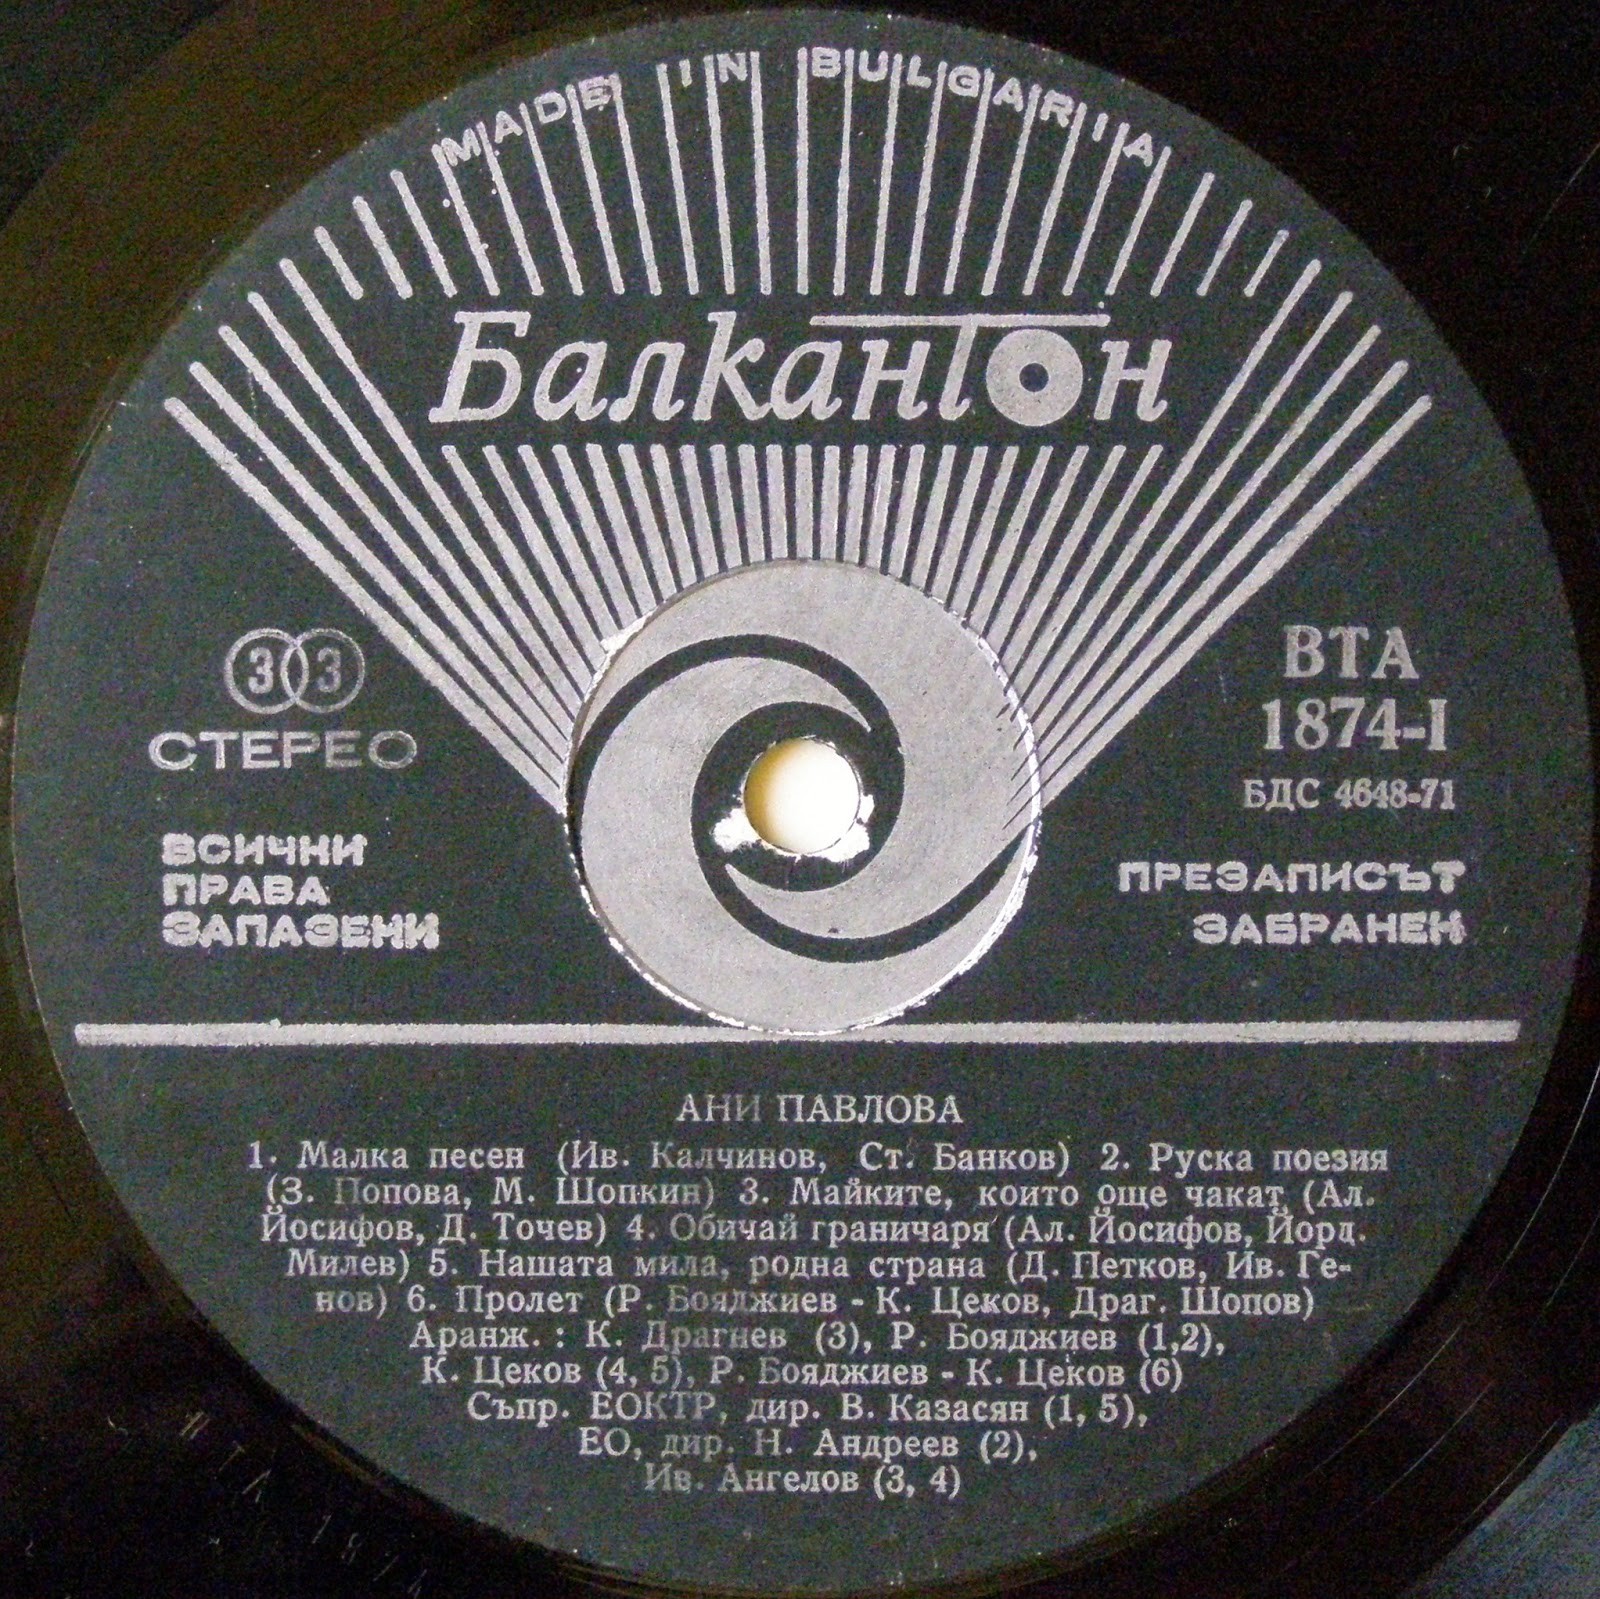 MADE IN BULGARIA
Балкантон
33
СТЕРЕО
ВСИЧНИ
ПРАВА
ЗАПАЗЕНИ
ВТА
1874-I
БДС 4648-71
ПРЕЗАПИСЪТ
ЗАБРАНЕН
АНИ ПАВЛОВА
1. Малка песен (Ив. Калчинов, Ст. Банков) 2. Руска поезия
(З. Попова, М. Шопкин) 3. Майките, които още чакат (Ал.
Йосифов, Д. Точев) 4. Обичай граничаря (Ал. Йосифов, Йорд.
Милев) 5. Нашата мила, родна страна (Д. Петков, Ив. Ге-
нов) 6. Пролет (Р. Бояджиев - К. Цеков, Драг. Шопов)
Аранж. : К. Драгнев (3), Р. Бояджиев (1,2),
К. Цеков (4, 5), Р. Бояджиев - К. Цеков (6)
Съпр. ЕОКТР, дир. В. Казасян (1, 5),
ЕО, дир. Н. Андреев (2),
Ив. Ангелов (3, 4)